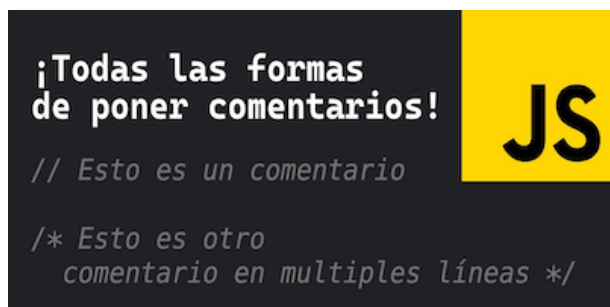 ¡Todas las formas
de poner comentarios!
JS
// Esto es un comentario
/* Esto es otro
comentario en multiples líneas */